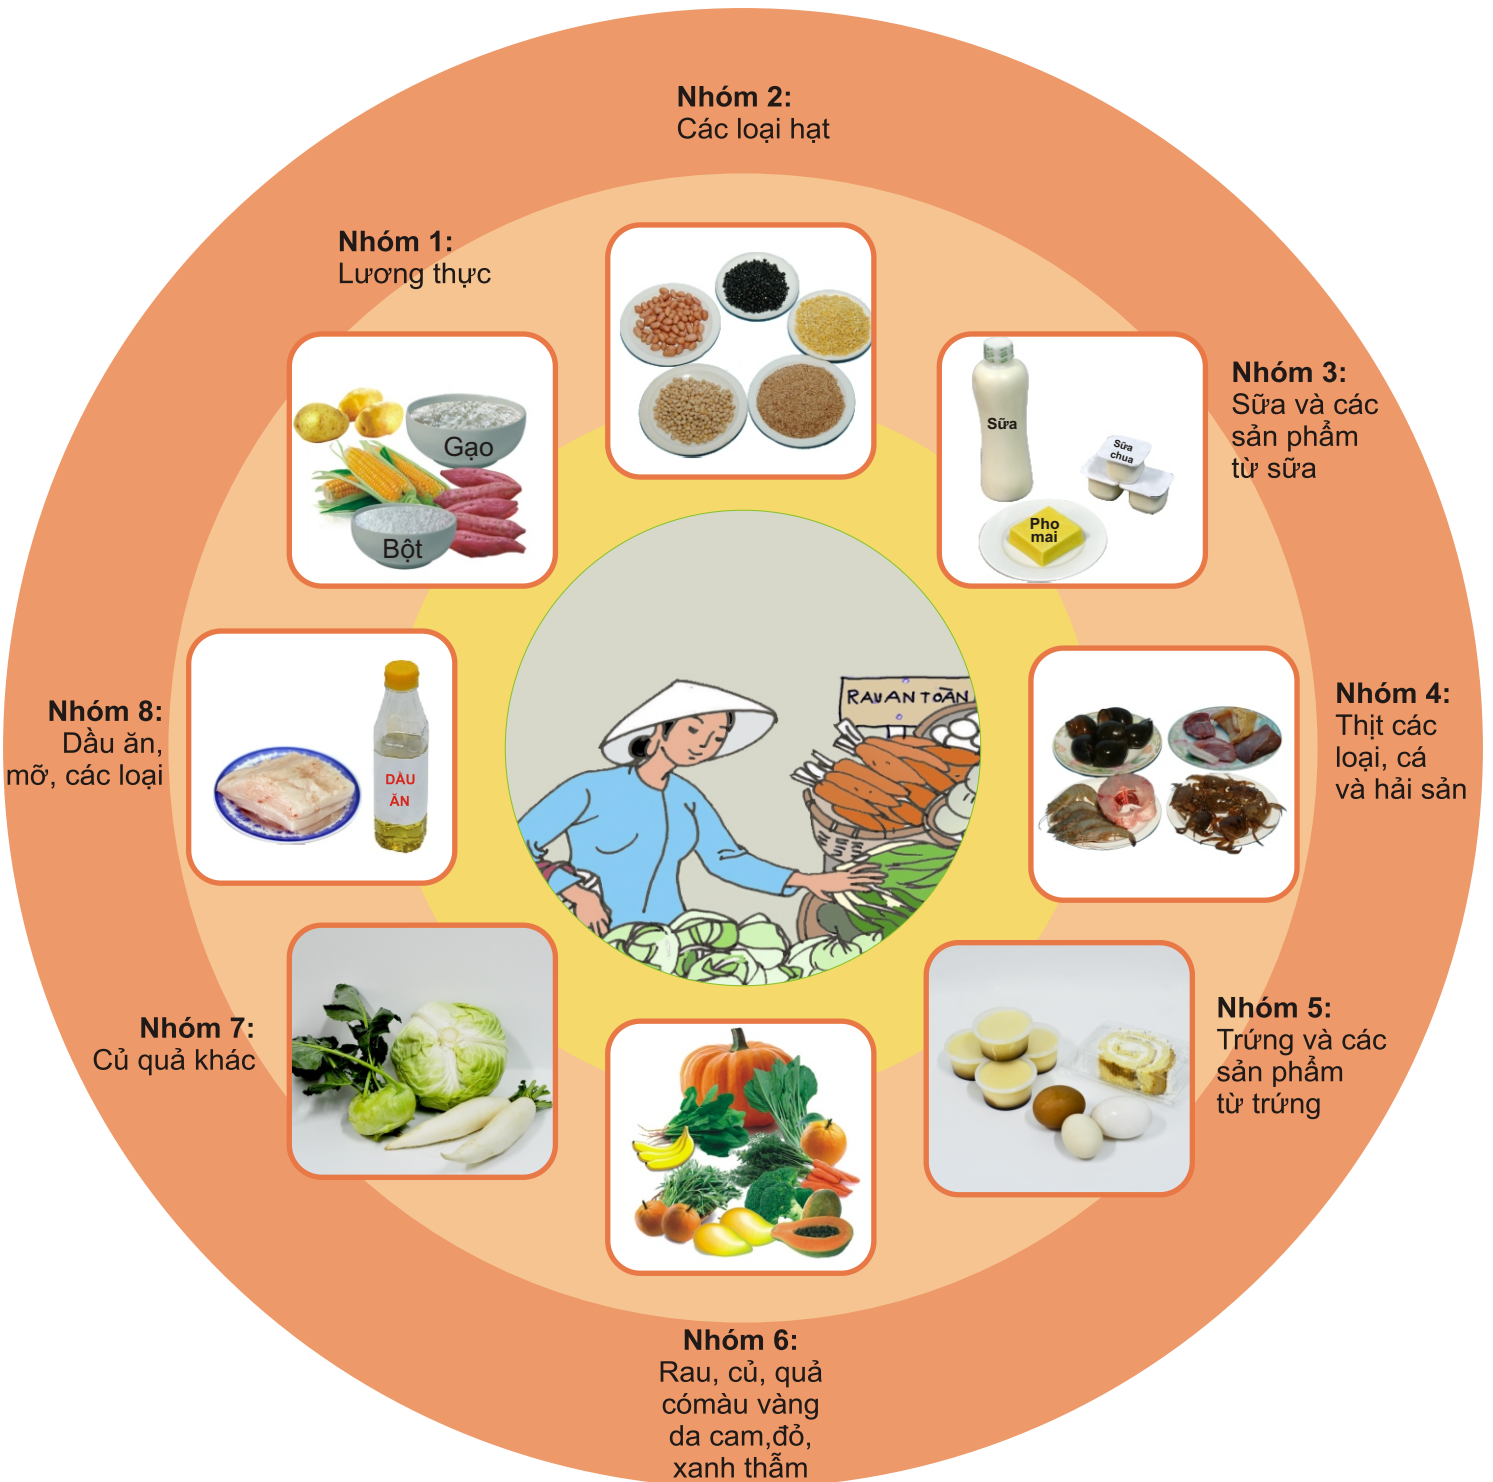 Nhóm 2:
Các loại hạt
Nhóm 1:
Lương thực
Gạo
Bột
Sữa
Sữa
chua
Pho
mai
Nhóm 3:
Sữa và các
sản phẩm
từ sữa
Nhóm 8:
Dầu ăn,
mỡ, các loại
DẦU
ĂN
RAU AN TOÀN
Nhóm 4:
Thịt các
loại, cá
và hải sản
Nhóm 7:
Củ quả khác
Nhóm 5:
Trứng và các
sản phẩm
từ trứng
Nhóm 6:
Rau, củ, quả
cómàu vàng
da cam,đỏ,
xanh thẫm